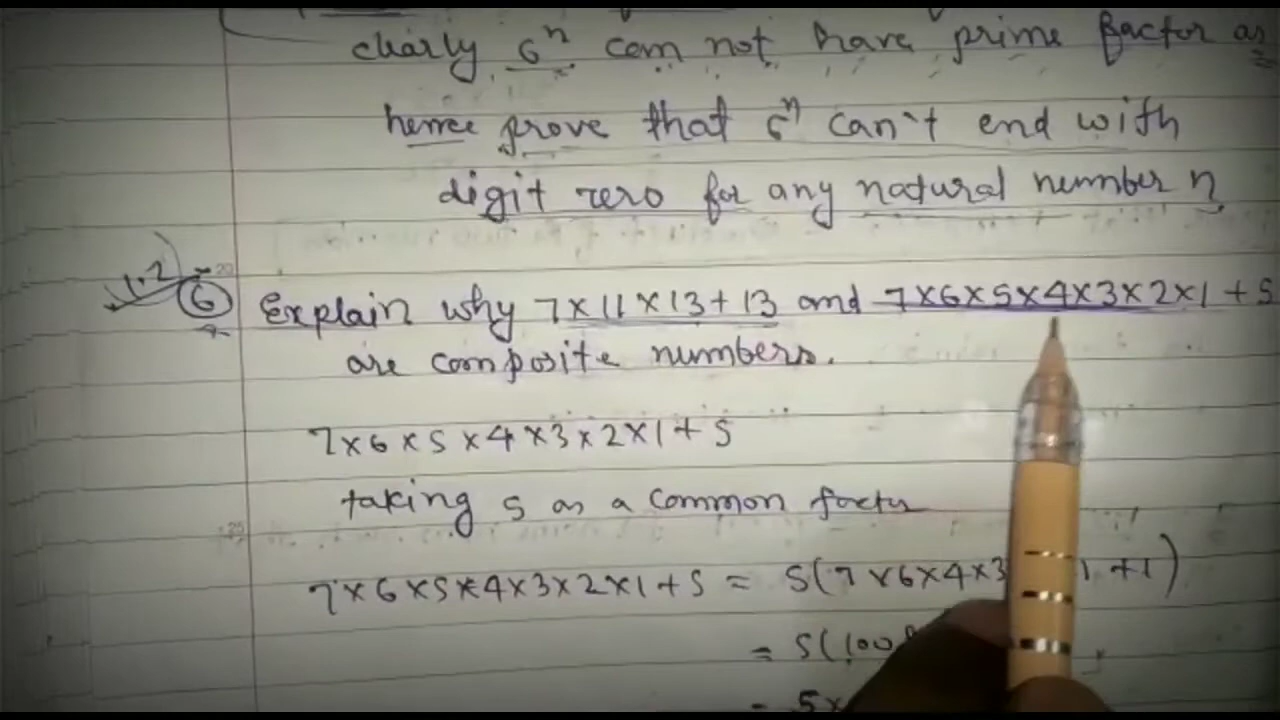 clearly 6ⁿ can not have prime factor as
hence prove that 6ⁿ can't end with
digit zero for any natural number n
1.2
6 Explain why 7×11×13+13 and 7×6×5×4×3×2×1+5
are composite numbers.
7×6×5×4×3×2×1+5
taking 5 as a common factor
7×6×5×4×3×2×1+5 = 5(7×6×4×3 1+1)
= 5(100
= 5×